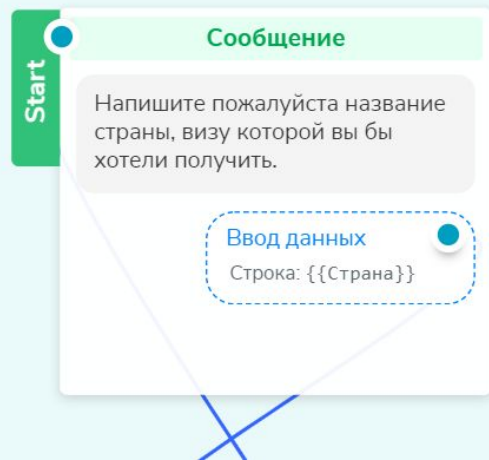 Start
Сообщение
Напишите пожалуйста название
страны, визу которой вы бы
хотели получить.
Ввод данных
Строка: {{Страна}}